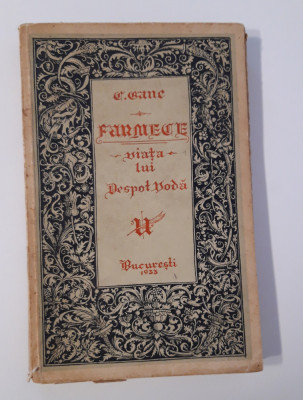 C. Gane
FARMECE
viața
lui
Despot Vodă
U
București
1933